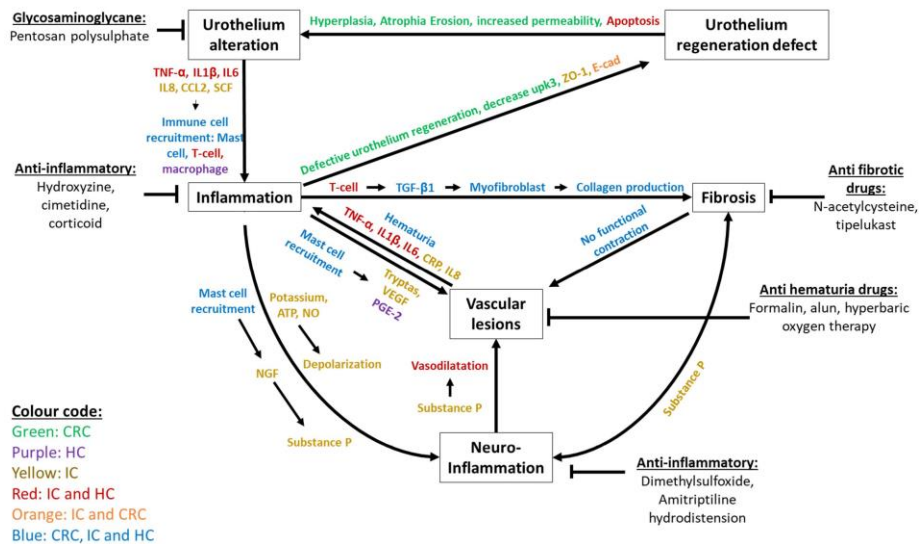 Glycosaminoglycane:
Pentosan polysulphate
Urothelium
alteration
Hyperplasia, Atrophia Erosion, increased permeability, Apoptosis
Urothelium
regeneration defect
TNF-α, IL1β, IL6
IL8, CCL2, SCF
Immune cell
recruitment: Mast
cell, T-cell,
macrophage
Defective urothelium regeneration, decrease upk3, ZO-1, E-cad
Anti-inflammatory:
Hydroxyzine,
cimetidine,
corticoid
Inflammation
T-cell
TGF-β1
Myofibroblast
Collagen production
Fibrosis
Anti fibrotic
drugs:
N-acetylcysteine,
tipelukast
Hematuria
TNF-α, IL1β, IL6, CRP, IL8
Mast cell
recruitment
Tryptas,
VEGF
PGE-2
No functional
contraction
Vascular
lesions
Anti hematuria drugs:
Formalin, alun, hyperbaric
oxygen therapy
Mast cell
recruitment
Potassium,
ATP, NO
Depolarization
NGF
Substance P
Vasodilatation
Substance P
Substance P
Neuro-
Inflammation
Anti-inflammatory:
Dimethylsulfoxide,
Amitriptiline
hydrodistension
Colour code:
Green: CRC
Purple: HC
Yellow: IC
Red: IC and HC
Orange: IC and CRC
Blue: CRC, IC and HC